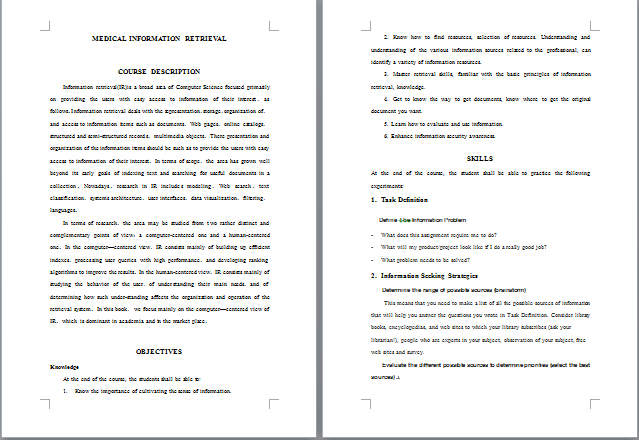 MEDICAL INFORMATION RETRIEVAL
COURSE DESCRIPTION
Information retrieval(IR)is a broad area of Computer Science focused primarily
on providing the users with easy access to information of their interest. as
follows.Information retrieval deals with the representation.storage.organization of.
and access to information items such as documents. Web pages. online catalogs.
structured and semi-structured records. multimedia objects. There presentation and
organization of the information items should be such as to provide the users with easy
access to information of their interest. In terms of scope. the area has grown well
beyond its early goals of indexing text and searching for useful documents in a
collection. Nowadays. research in IR includes modeling. Web search. text
classification. systems architecture. user interfaces. data visualization. filtering.
languages.
In terms of research. the area may be studied from two rather distinct and
complementary points of view: a computer-centered one and a human-centered
one. In the computer—centered view. IR consists mainly of building up efficient
indexes. processing user queries with high performance. and developing ranking
algorithms to improve the results. In the human-centered view. IR consists mainly of
studying the behavior of the user. of understanding their main needs. and of
determining how such under-standing affects the organization and operation of the
retrieval system. In this book. we focus mainly on the computer—centered view of
IR. which is dominant in academia and in the market place.
OBJECTIVES
Knowledge
At the end of the course, the students shall be able to:
1. Know the importance of cultivating the sense of information.
2. Know how to find resources, selection of resources. Understanding and
understanding of the various information sources related to the professional, can
identify a variety of information resources.
3. Master retrieval skills, familiar with the basic principles of information
retrieval, knowledge.
4. Get to know the way to get documents, know where to get the original
document you want.
5. Learn how to evaluate and use information.
6. Enhance information security awareness.
SKILLS
At the end of the course, the student shall be able to practice the following
experiments:
1. Task Definition
Define the Information Problem
- What does this assignment require me to do?
- What will my product/project look like if I do a really good job?
- What problem needs to be solved?
2. Information Seeking Strategies
Determine the range of possible sources (brainstorm)
This means that you need to make a list of all the possible sources of information
that will help you answer the questions you wrote in Task Definition. Consider library
books, encyclopedias, and web sites to which your library subscribes (ask your
librarian!), people who are experts in your subject, observation of your subject, free
web sites and survey.
Evaluate the different possible sources to determine priorities (select the best
sources)